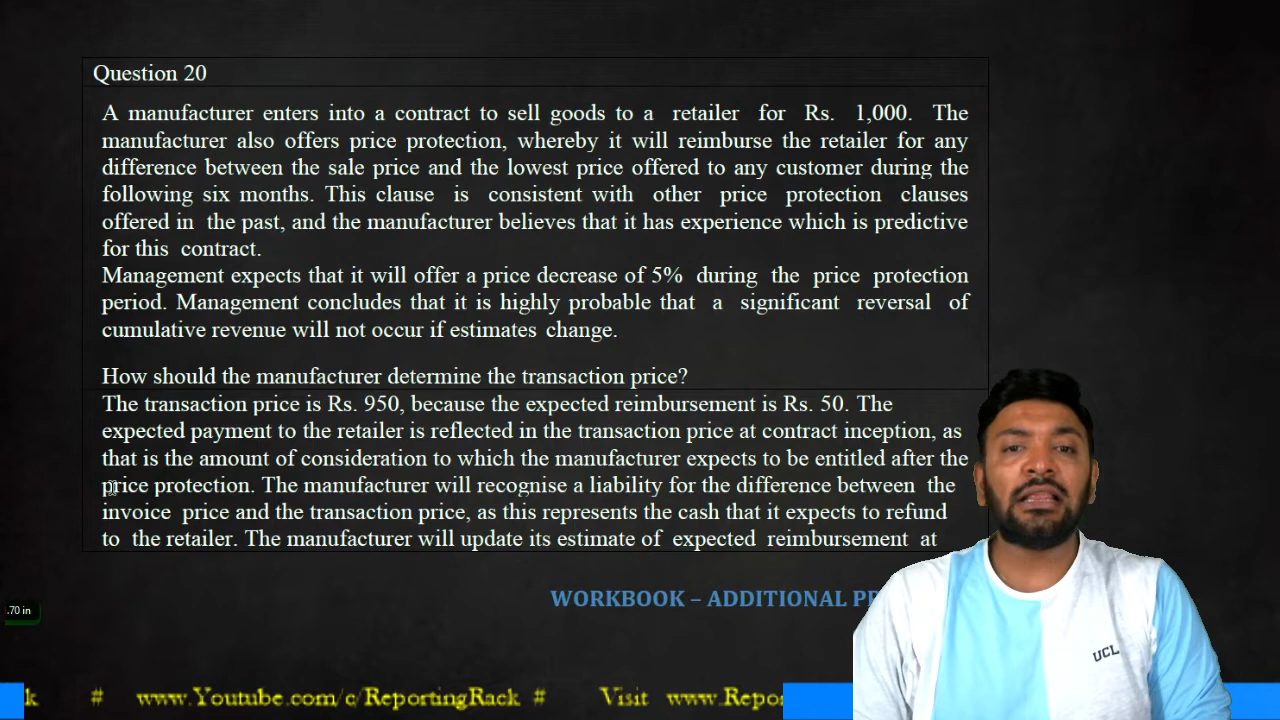 Question 20
A manufacturer enters into a contract to sell goods to a retailer for Rs. 1,000. The
manufacturer also offers price protection, whereby it will reimburse the retailer for any
difference between the sale price and the lowest price offered to any customer during the
following six months. This clause is consistent with other price protection clauses
offered in the past, and the manufacturer believes that it has experience which is predictive
for this contract.
Management expects that it will offer a price decrease of 5% during the price protection
period. Management concludes that it is highly probable that a significant reversal of
cumulative revenue will not occur if estimates change.
How should the manufacturer determine the transaction price?
The transaction price is Rs. 950, because the expected reimbursement is Rs. 50. The
expected payment to the retailer is reflected in the transaction price at contract inception, as
that is the amount of consideration to which the manufacturer expects to be entitled after the
price protection. The manufacturer will recognise a liability for the difference between the
invoice price and the transaction price, as this represents the cash that it expects to refund
to the retailer. The manufacturer will update its estimate of expected reimbursement at
WORKBOOK – ADDITIONAL
.70 in
UCL
k # www.Youtube.com/c/ReportingRack # Visit www.Repo